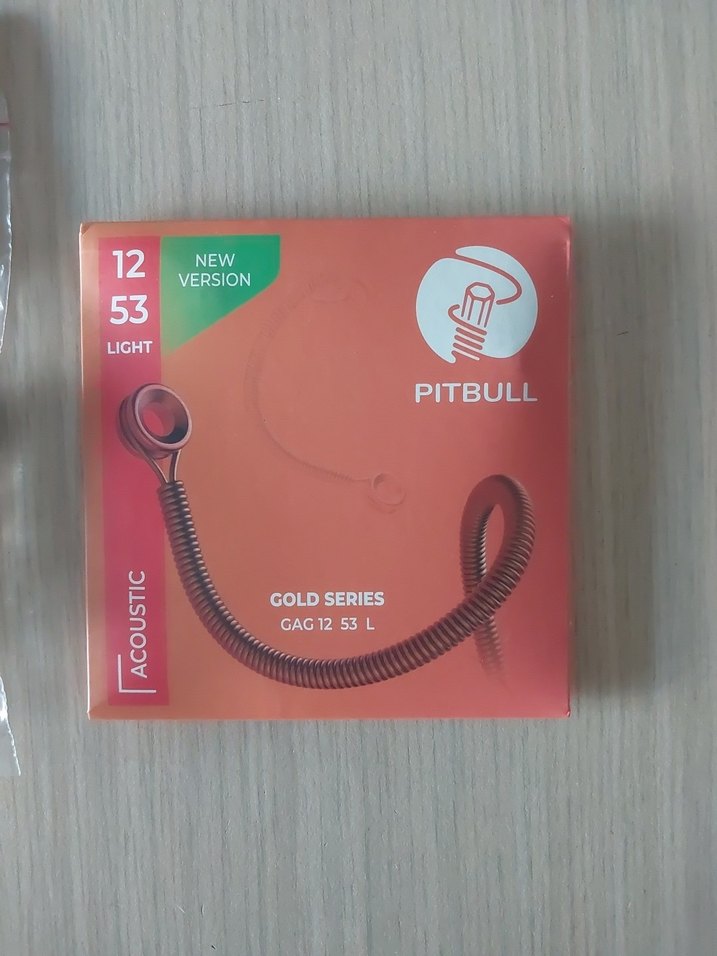 12
53
LIGHT
NEW
VERSION
PITBULL
ACOUSTIC
GOLD SERIES
GAG 12 53 L